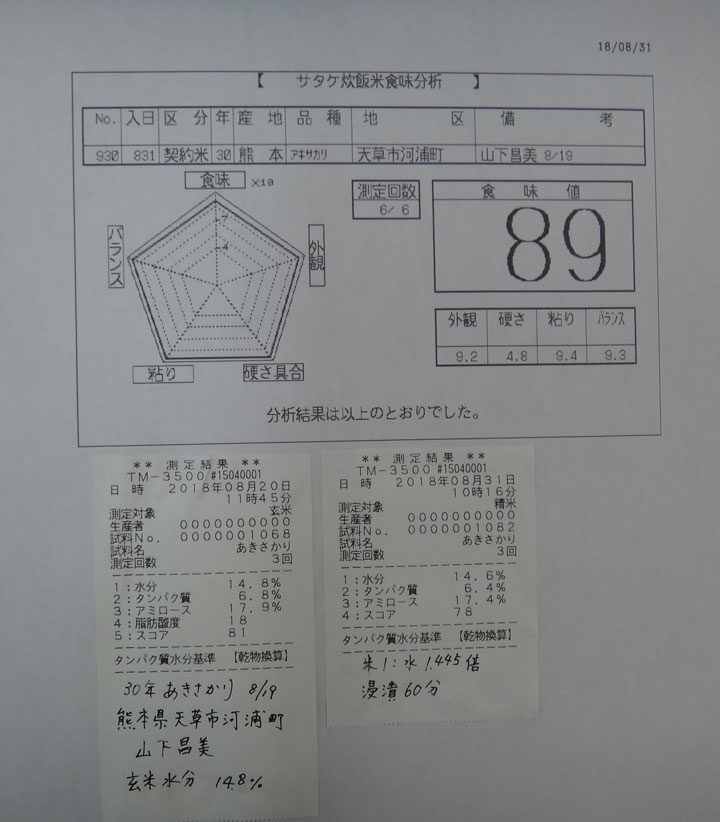 18/08/31
【 サタケ炊飯米食味分析 】
No. 入日 区分 年 産地 品種 地区 備考
930 831 契約米 30 熊本 アキサカリ 天草市河浦町 山下昌美 8/19
食味 ×10
7
4
バランス
外観
粘り
硬さ具合
測定回数
6/ 6
食味値
89
外観 硬さ 粘り バランス
9.2 4.8 9.4 9.3
分析結果は以上のとおりでした。
** 測定結果 **
TM-3500 #15040001
日時 2018年08月20日
11時45分
測定対象 玄米
生産者 0000000000
試料No. 0000001068
試料名 あきさかり
測定回数 3回
1:水分 14.8%
2:タンパク質 6.8%
3:アミロース 17.9%
4:脂肪酸度 18
5:スコア 81
タンパク質水分基準 【乾物換算】
30年あきさかり 8/19
熊本県天草市河浦町
山下昌美
玄米水分 14.8%
** 測定結果 **
TM-3500 #15040001
日時 2018年08月31日
10時16分
測定対象 精米
生産者 0000000000
試料No. 0000001082
試料名 あきさかり
測定回数 3回
1:水分 14.6%
2:タンパク質 6.4%
3:アミロース 17.4%
4:スコア 78
タンパク質水分基準 【乾物換算】
米1:水1.445倍
浸漬60分